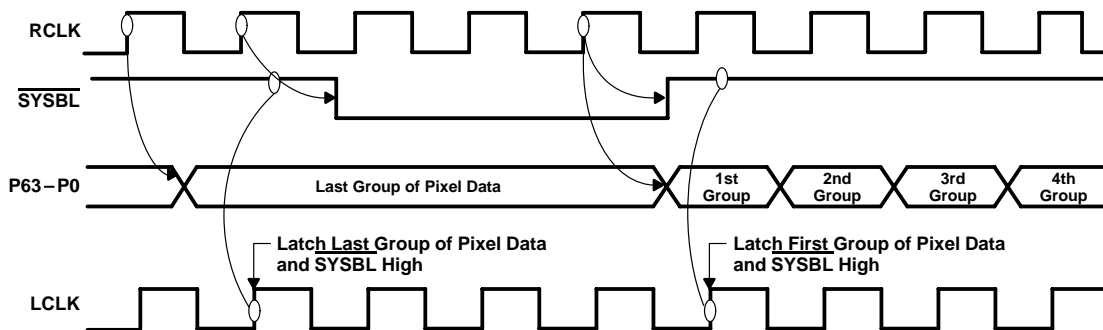 RCLK
SYSBL
P63–P0
Last Group of Pixel Data
1st
Group
2nd
Group
3rd
Group
4th
Group
Latch Last Group of Pixel Data
and SYSBL High
Latch First Group of Pixel Data
and SYSBL High
LCLK